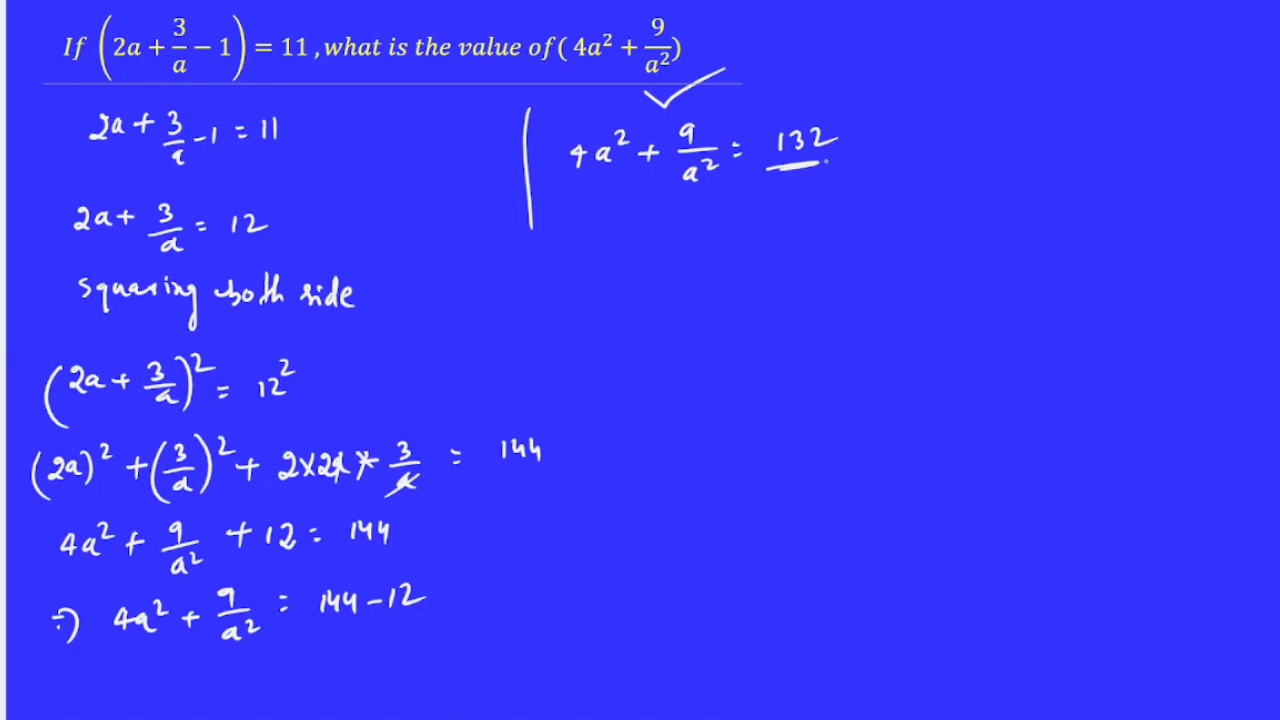 If (2a + 3/a − 1) = 11 , what is the value of ( 4a² + 9/a²)
2a + 3/a - 1 = 11
2a + 3/a = 12
squaring both side
(2a + 3/a)² = 12²
(2a)² + (3/a)² + 2 × 2a × 3/a = 144
4a² + 9/a² + 12 = 144
⇒ 4a² + 9/a² = 144 - 12
4a² + 9/a² = 132